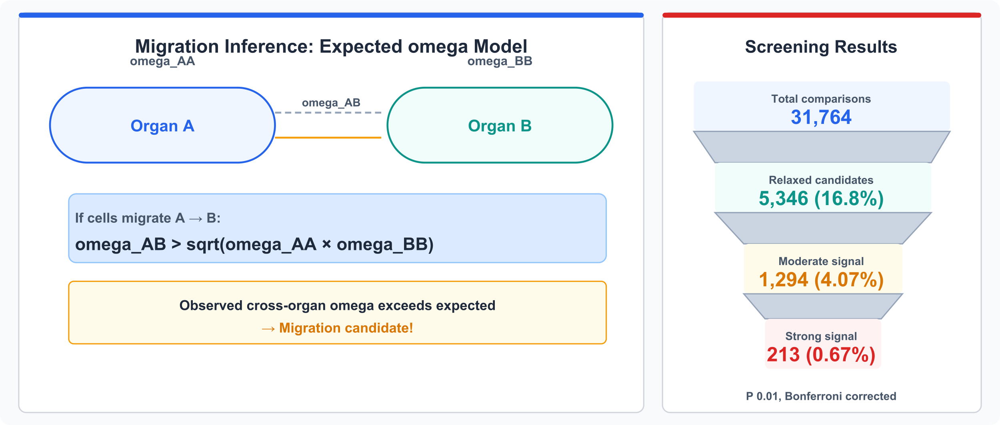 Migration Inference: Expected omega Model
omega_AA
omega_BB
omega_AB
Organ A
Organ B
If cells migrate A → B:
omega_AB > sqrt(omega_AA × omega_BB)
Observed cross-organ omega exceeds expected
→ Migration candidate!
Screening Results
Total comparisons
31,764
Relaxed candidates
5,346 (16.8%)
Moderate signal
1,294 (4.07%)
Strong signal
213 (0.67%)
P 0.01, Bonferroni corrected